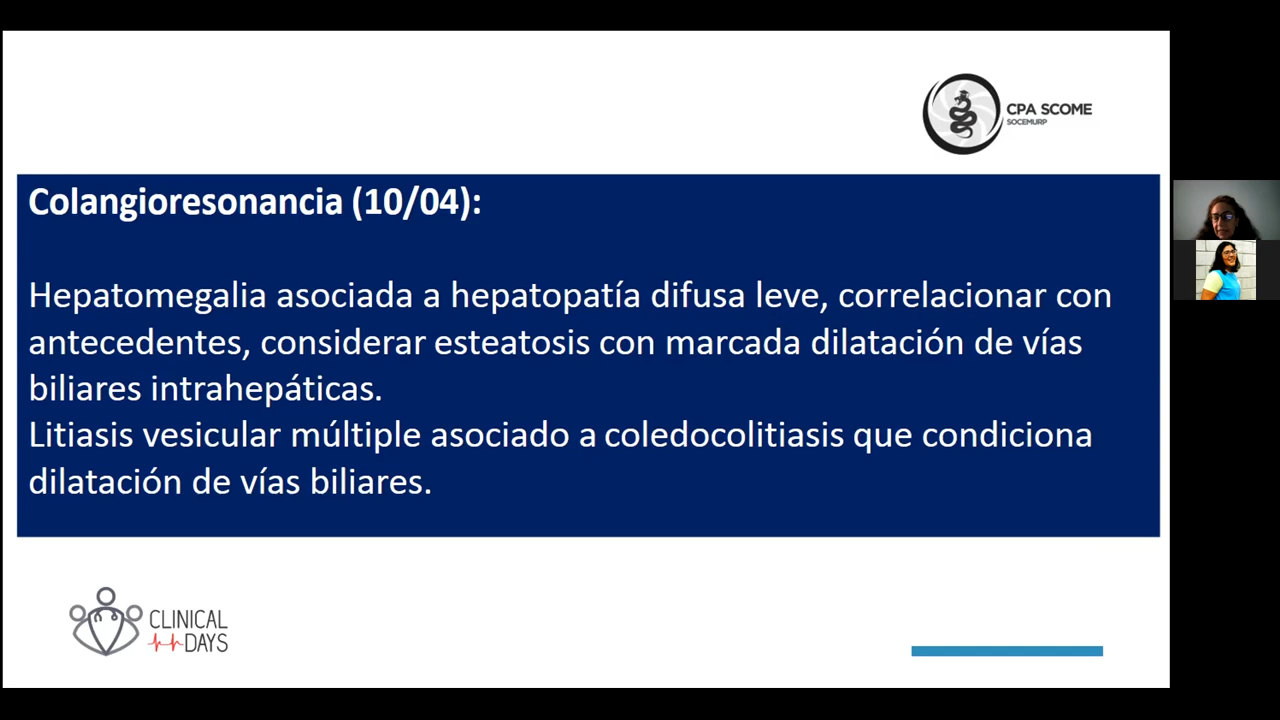 CPA SCOME
SOCEMURP
Colangioresonancia (10/04):
Hepatomegalia asociada a hepatopatía difusa leve, correlacionar con
antecedentes, considerar esteatosis con marcada dilatación de vías
biliares intrahepáticas.
Litiasis vesicular múltiple asociado a coledocolitiasis que condiciona
dilatación de vías biliares.
CLINICAL
DAYS